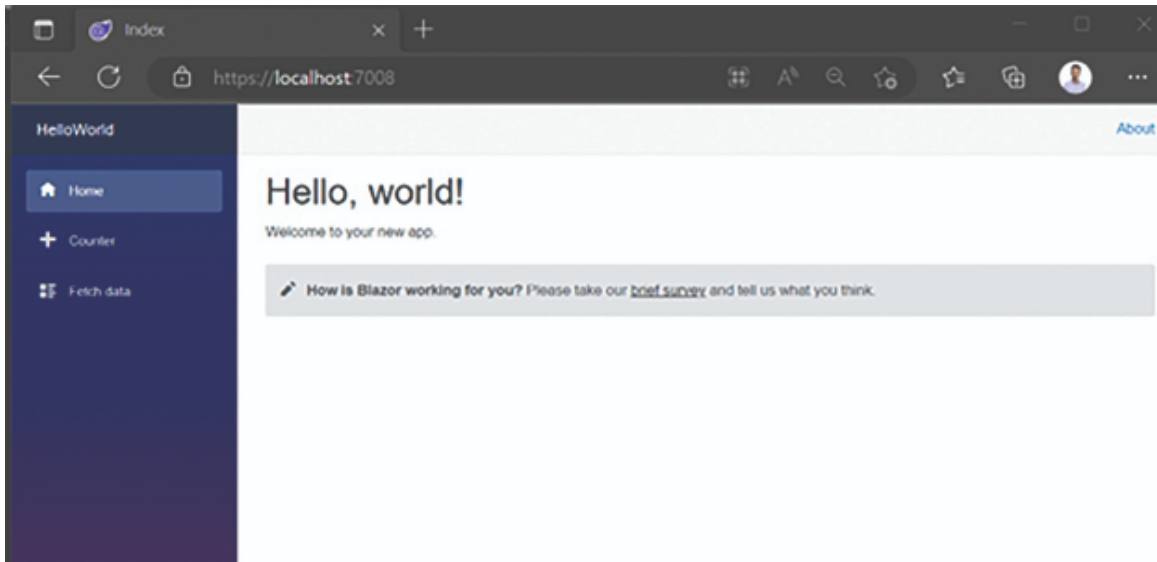 Index
https://localhost:7008
HelloWorld
About
Home
Hello, world!
Welcome to your new app.
Counter
Fetch data
How is Blazor working for you? Please take our brief survey and tell us what you think.